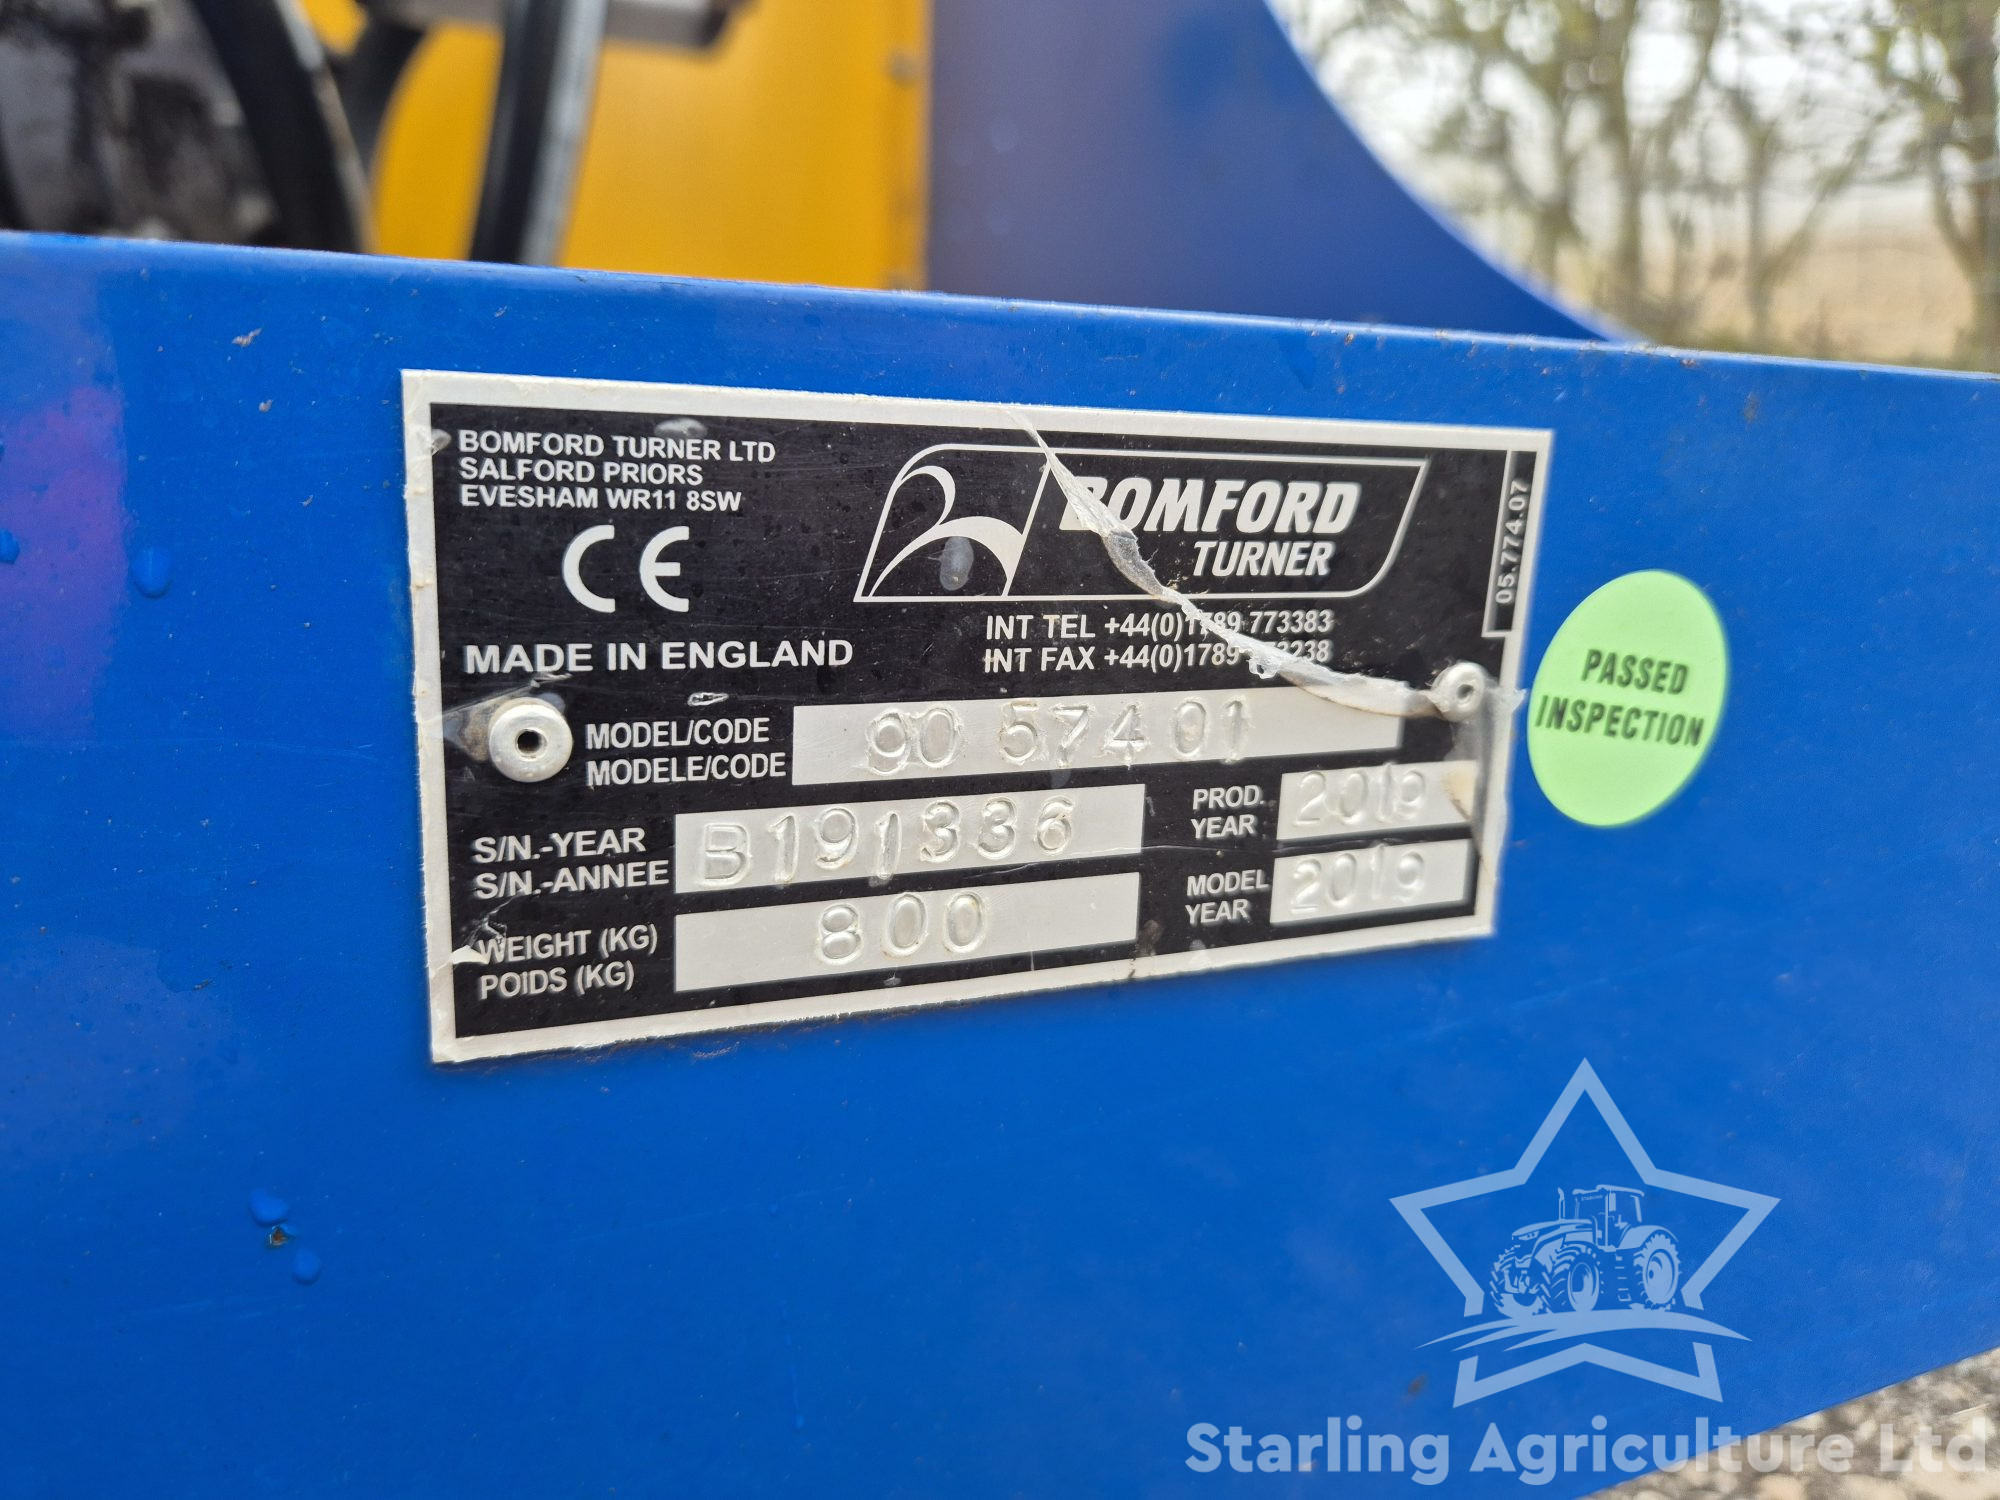 BOMFORD TURNER LTD
SALFORD PRIORS
EVESHAM WR11 8SW
CE
MADE IN ENGLAND
BOMFORD
TURNER
INT TEL +44(0)1789 773383
INT FAX +44(0)1789
05.774.07
MODEL/CODE
MODELE/CODE
90 574 01
S/N.-YEAR
S/N.-ANNEE
B191336
PROD.
YEAR
2019
WEIGHT (KG)
POIDS (KG)
800
MODEL
YEAR
2019
PASSED
INSPECTION
Starling Agriculture Ltd